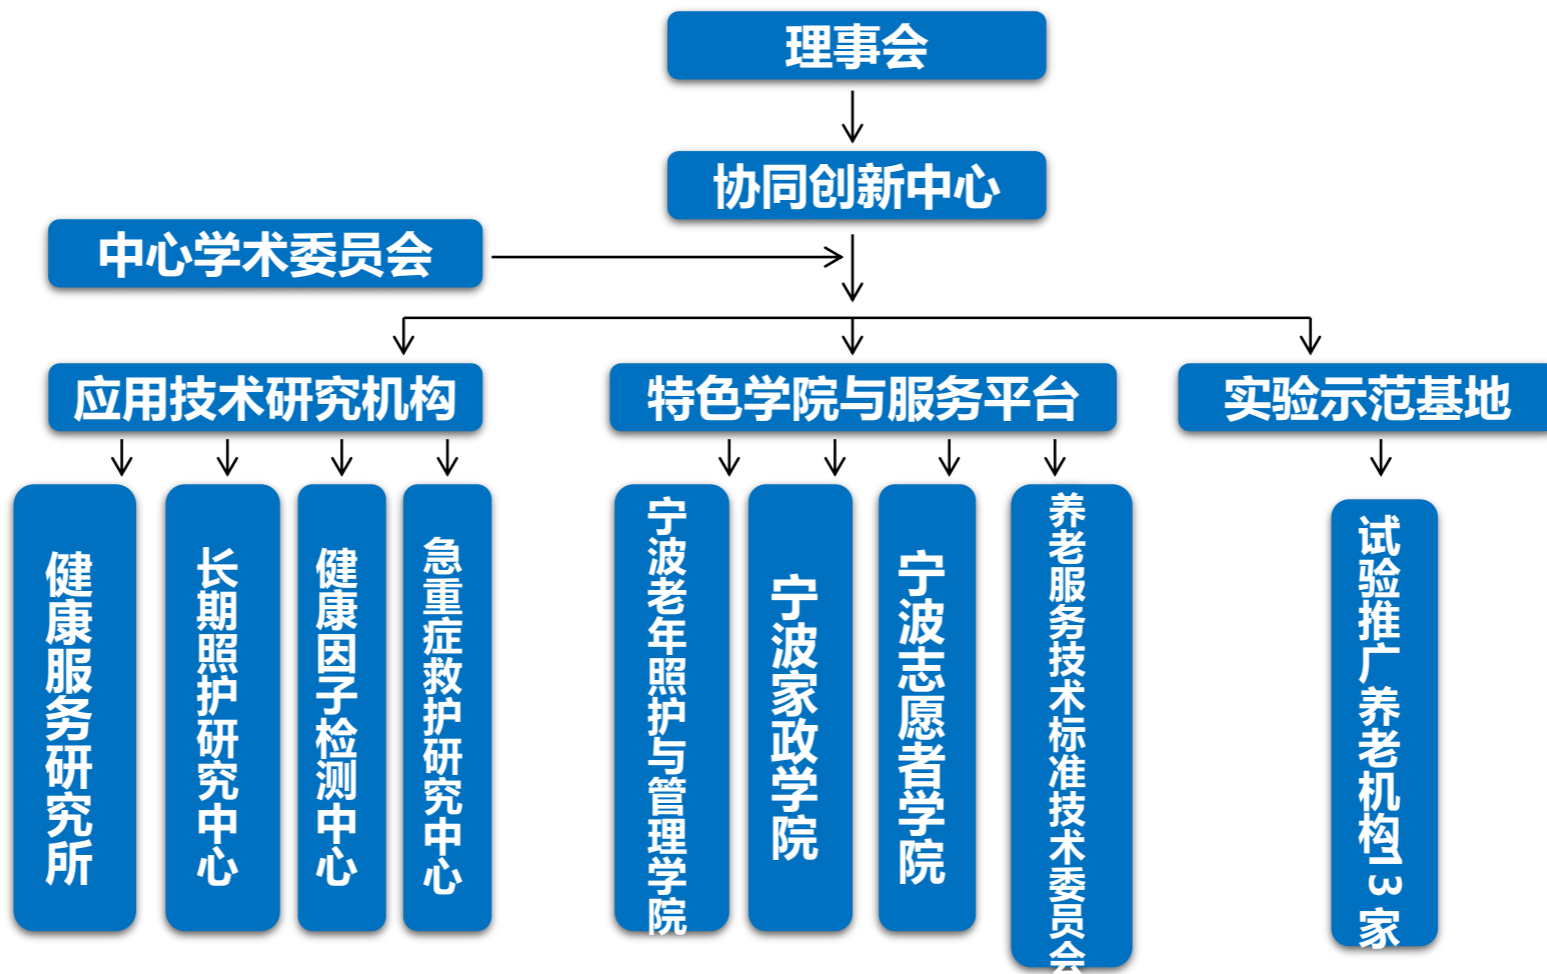 理事会
协同创新中心
中心学术委员会
应用技术研究机构
特色学院与服务平台
实验示范基地
健康服务研究所
长期照护研究中心
健康因子检测中心
急重症救护研究中心
宁波老年照护与管理学院
宁波家政学院
宁波志愿者学院
养老服务技术标准技术委员会
试验推广养老机构13家